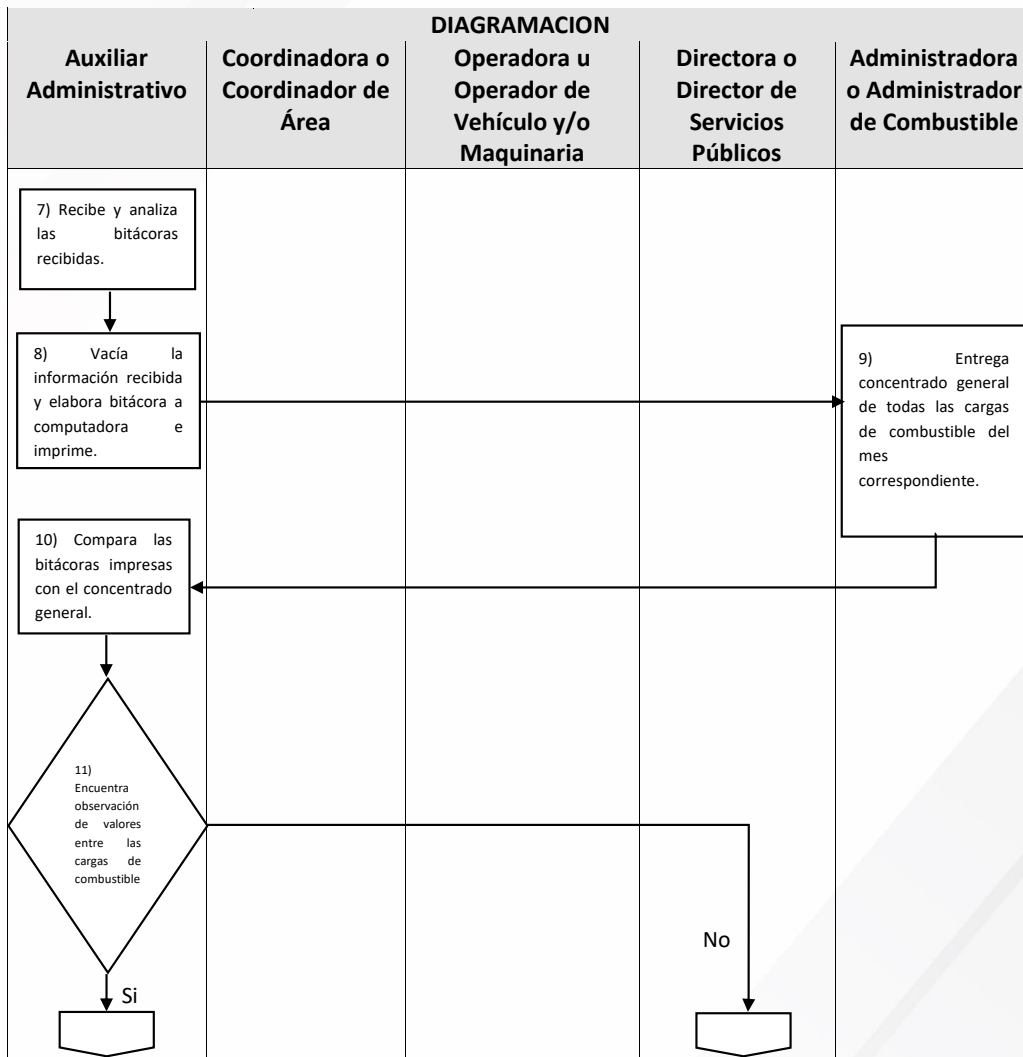 DIAGRAMACION
Auxiliar
Administrativo
Coordinadora o
Coordinador de
Área
Operadora u
Operador de
Vehículo y/o
Maquinaria
Directora o
Director de
Servicios
Públicos
Administradora
o Administrador
de Combustible
7) Recibe y analiza
las bitácoras
recibidas.
8) Vacía la
información recibida
y elabora bitácora a
computadora e
imprime.
9) Entrega
concentrado general
de todas las cargas
de combustible del
mes
correspondiente.
10) Compara las
bitácoras impresas
con el concentrado
general.
11)
Encuentra
observación
de valores
entre las
cargas de
combustible
No
Si